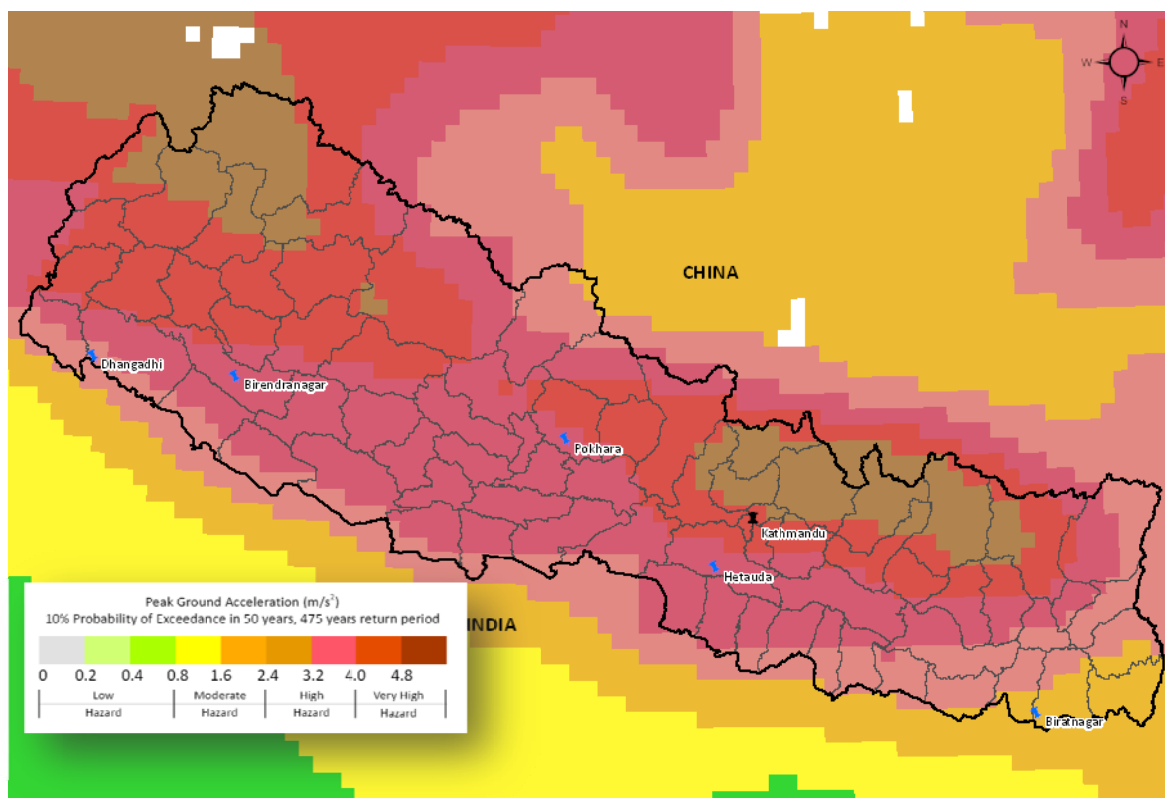 N
W E
S
CHINA
Dhangadhi
Birendranagar
Pokhara
Kathmandu
Hetauda
INDIA
Biratnagar
Peak Ground Acceleration (m/s²)
10% Probability of Exceedance in 50 years, 475 years return period
0 0.2 0.4 0.8 1.6 2.4 3.2 4.0 4.8
Low Moderate High Very High
Hazard Hazard Hazard Hazard